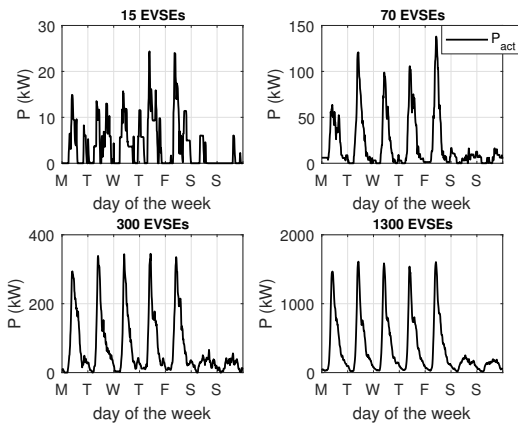 15 EVSEs
30
20
10
0
P (kW)
M T W T F S S
day of the week
70 EVSEs
P_act
150
100
50
0
P (kW)
M T W T F S S
day of the week
300 EVSEs
400
200
0
P (kW)
M T W T F S S
day of the week
1300 EVSEs
2000
1000
0
P (kW)
M T W T F S S
day of the week